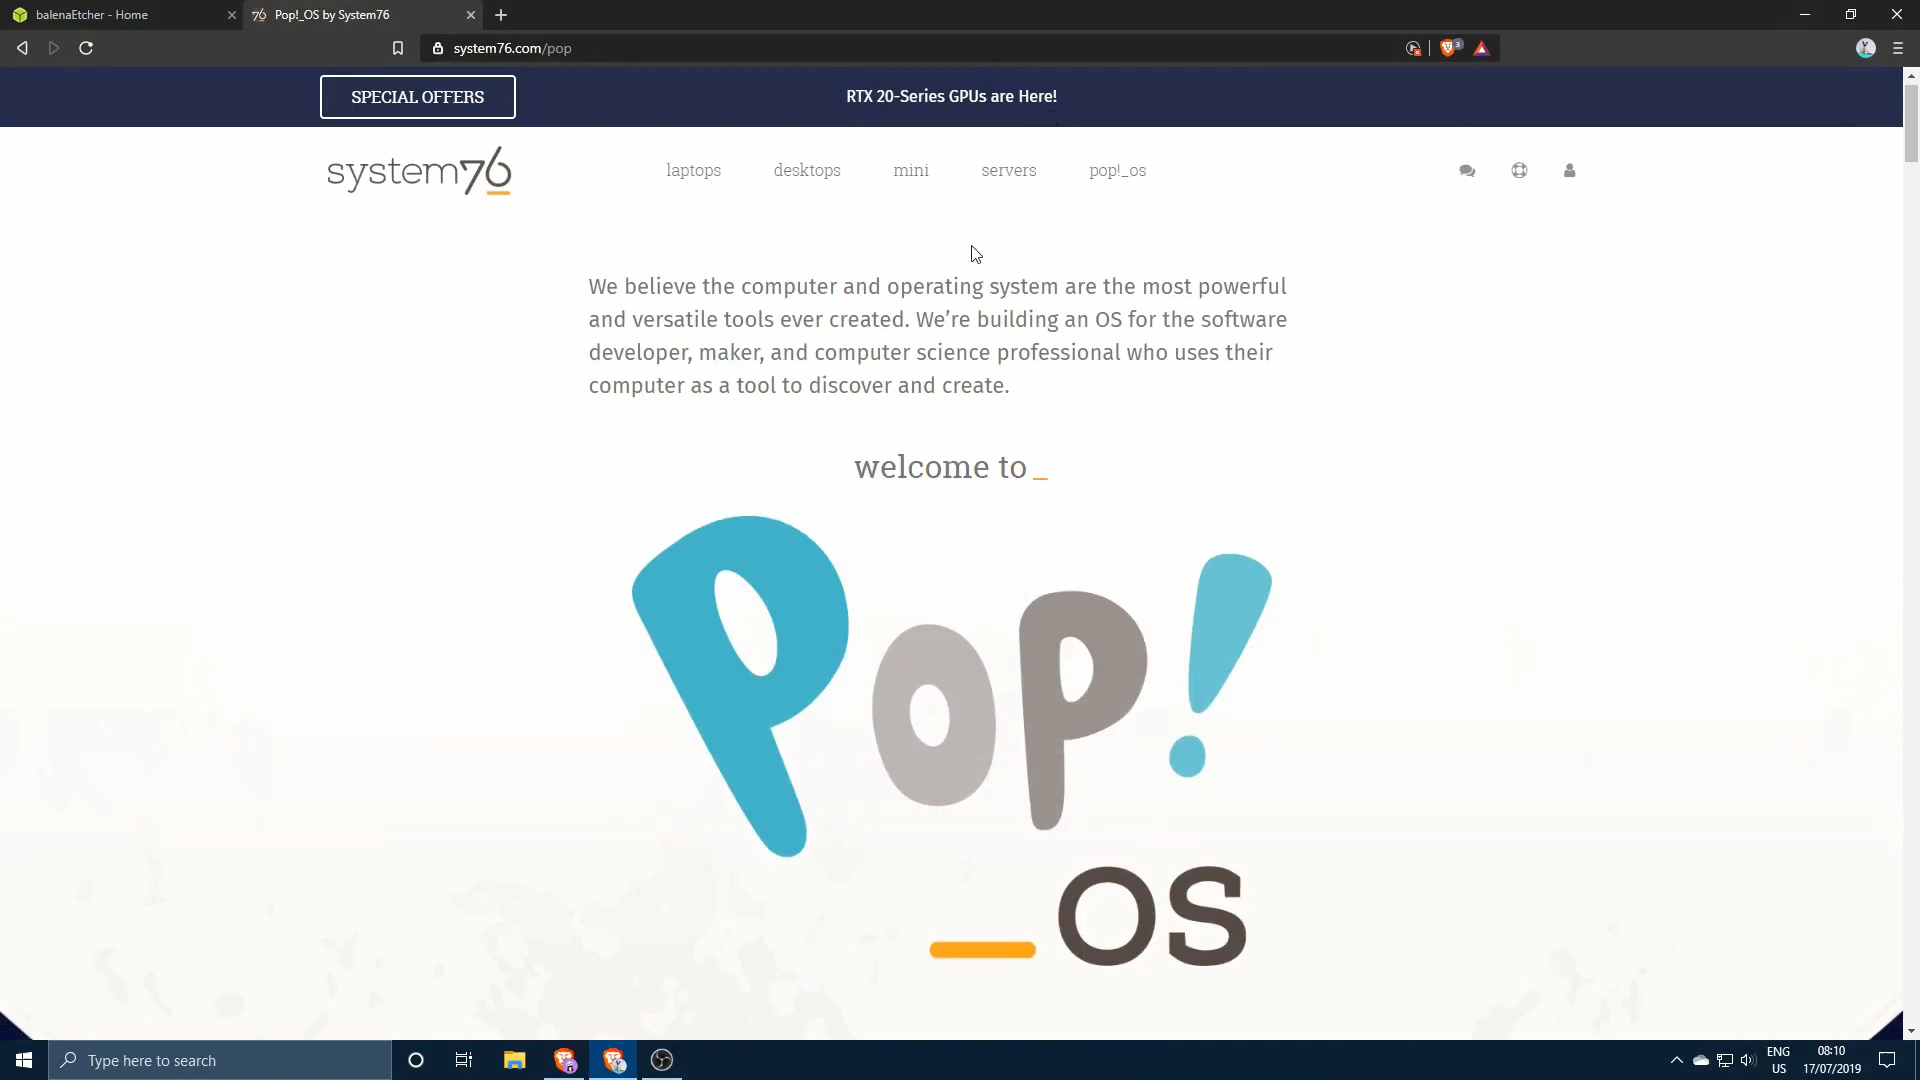 balenaEtcher - Home
Pop!_OS by System76
system76.com/pop
3
SPECIAL OFFERS
RTX 20-Series GPUs are Here!
system76
laptops
desktops
mini
servers
pop!_os
We believe the computer and operating system are the most powerful
and versatile tools ever created. We’re building an OS for the software
developer, maker, and computer science professional who uses their
computer as a tool to discover and create.
welcome to _
Pop!
_OS
Type here to search
ENG
US
08:10
17/07/2019